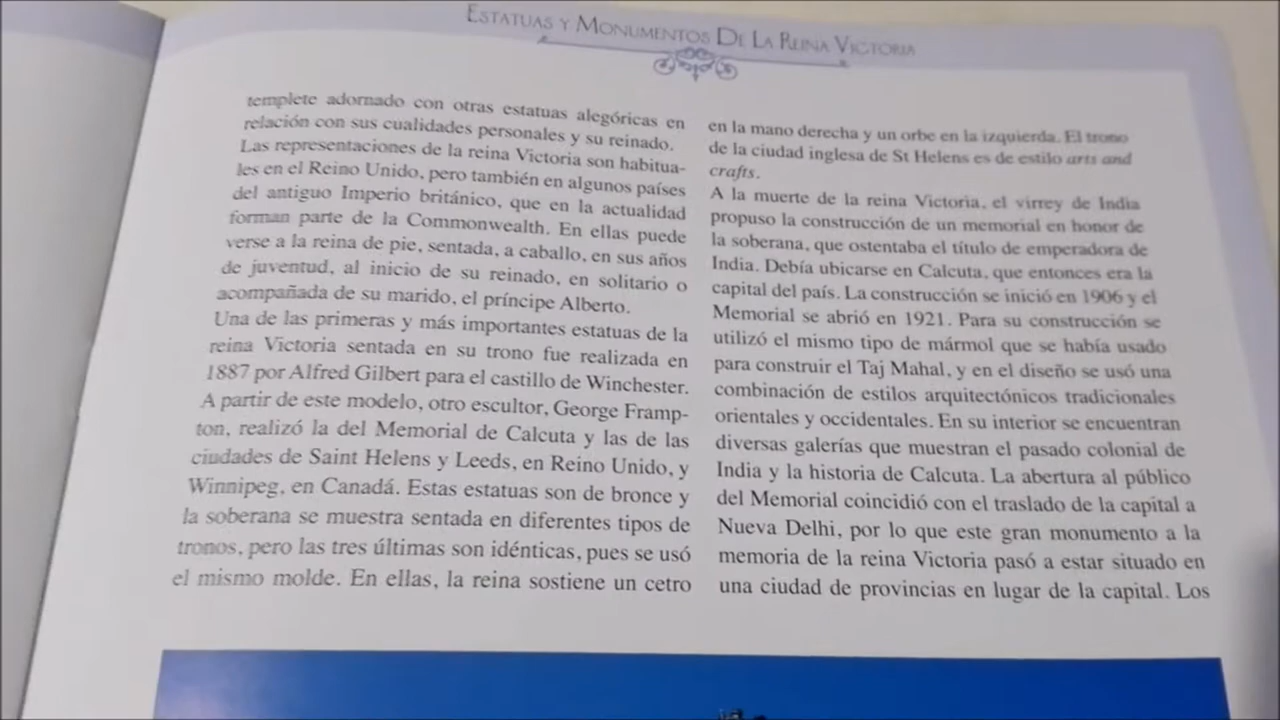 Estatuas y Monumentos De La Reina Victoria
templete adornado con otras estatuas alegóricas en
relación con sus cualidades personales y su reinado.
Las representaciones de la reina Victoria son habitua-
les en el Reino Unido, pero también en algunos países
del antiguo Imperio británico, que en la actualidad
forman parte de la Commonwealth. En ellas puede
verse a la reina de pie, sentada, a caballo, en sus años
de juventud, al inicio de su reinado, en solitario o
acompañada de su marido, el príncipe Alberto.
Una de las primeras y más importantes estatuas de la
reina Victoria sentada en su trono fue realizada en
1887 por Alfred Gilbert para el castillo de Winchester.
A partir de este modelo, otro escultor, George Framp-
ton, realizó la del Memorial de Calcuta y las de las
ciudades de Saint Helens y Leeds, en Reino Unido, y
Winnipeg, en Canadá. Estas estatuas son de bronce y
la soberana se muestra sentada en diferentes tipos de
tronos, pero las tres últimas son idénticas, pues se usó
el mismo molde. En ellas, la reina sostiene un cetro
en la mano derecha y un orbe en la izquierda. El trono
de la ciudad inglesa de St Helens es de estilo arts and
crafts.
A la muerte de la reina Victoria, el virrey de India
propuso la construcción de un memorial en honor de
la soberana, que ostentaba el título de emperadora de
India. Debía ubicarse en Calcuta, que entonces era la
capital del país. La construcción se inició en 1906 y el
Memorial se abrió en 1921. Para su construcción se
utilizó el mismo tipo de mármol que se había usado
para construir el Taj Mahal, y en el diseño se usó una
combinación de estilos arquitectónicos tradicionales
orientales y occidentales. En su interior se encuentran
diversas galerías que muestran el pasado colonial de
India y la historia de Calcuta. La abertura al público
del Memorial coincidió con el traslado de la capital a
Nueva Delhi, por lo que este gran monumento a la
memoria de la reina Victoria pasó a estar situado en
una ciudad de provincias en lugar de la capital. Los